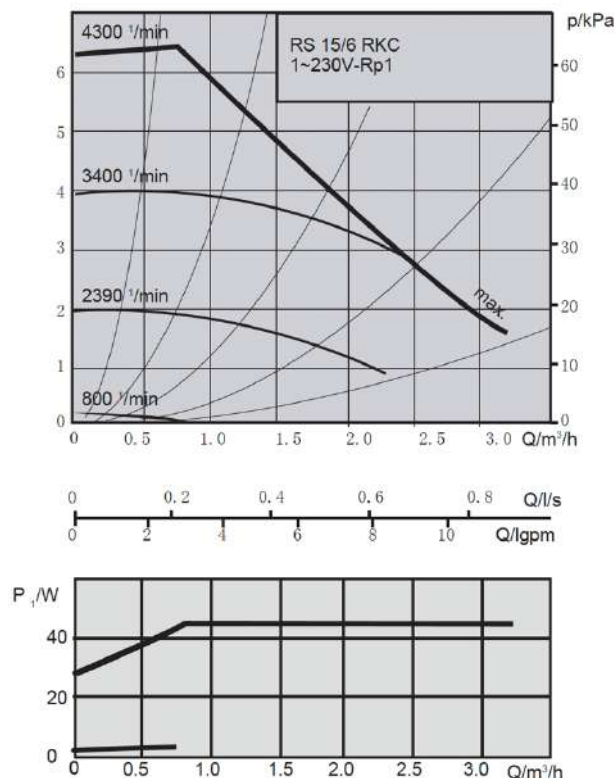 4300 ¹/min
p/kPa
RS 15/6 RKC
1~230V-Rp1
6
60
5
50
3400 ¹/min
4
40
3
30
2390 ¹/min
max.
2
20
1
10
800 ¹/min
0
0
0 0.5 1.0 1.5 2.0 2.5 3.0 Q/m³/h
0 0.2 0.4 0.6 0.8 Q/l/s
0 2 4 6 8 10 Q/Igpm
P ₁/W
40
20
0
0 0.5 1.0 1.5 2.0 2.5 3.0 Q/m³/h